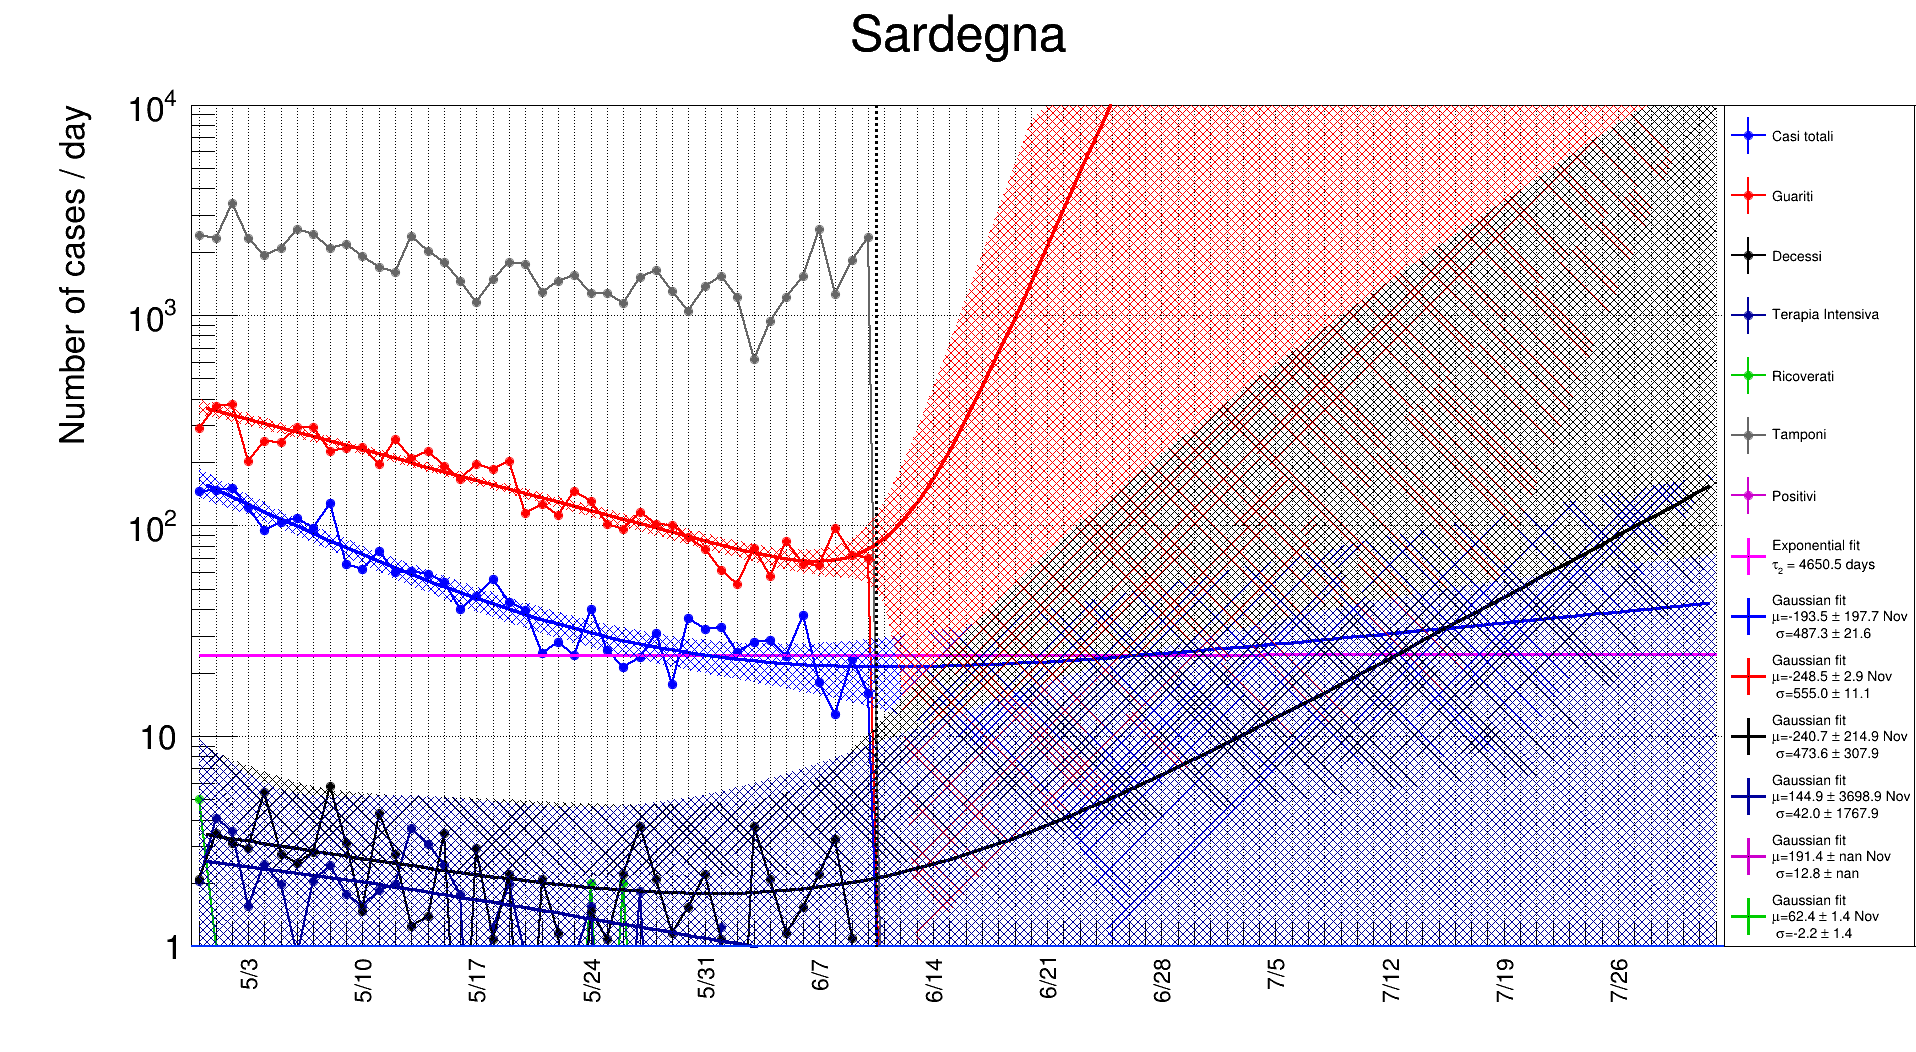 Sardegna
Number of cases / day
10^4
10^3
10^2
10
1
5/3
5/10
5/17
5/24
5/31
6/7
6/14
6/21
6/28
7/5
7/12
7/19
7/26
Casi totali
Guariti
Decessi
Terapia Intensiva
Ricoverati
Tamponi
Positivi
Exponential fit
τ₂ = 4650.5 days
Gaussian fit
μ=-193.5 ± 197.7 Nov
σ=487.3 ± 21.6
Gaussian fit
μ=-248.5 ± 2.9 Nov
σ=555.0 ± 11.1
Gaussian fit
μ=-240.7 ± 214.9 Nov
σ=473.6 ± 307.9
Gaussian fit
μ=144.9 ± 3698.9 Nov
σ=42.0 ± 1767.9
Gaussian fit
μ=191.4 ± nan Nov
σ=12.8 ± nan
Gaussian fit
μ=62.4 ± 1.4 Nov
σ=-2.2 ± 1.4